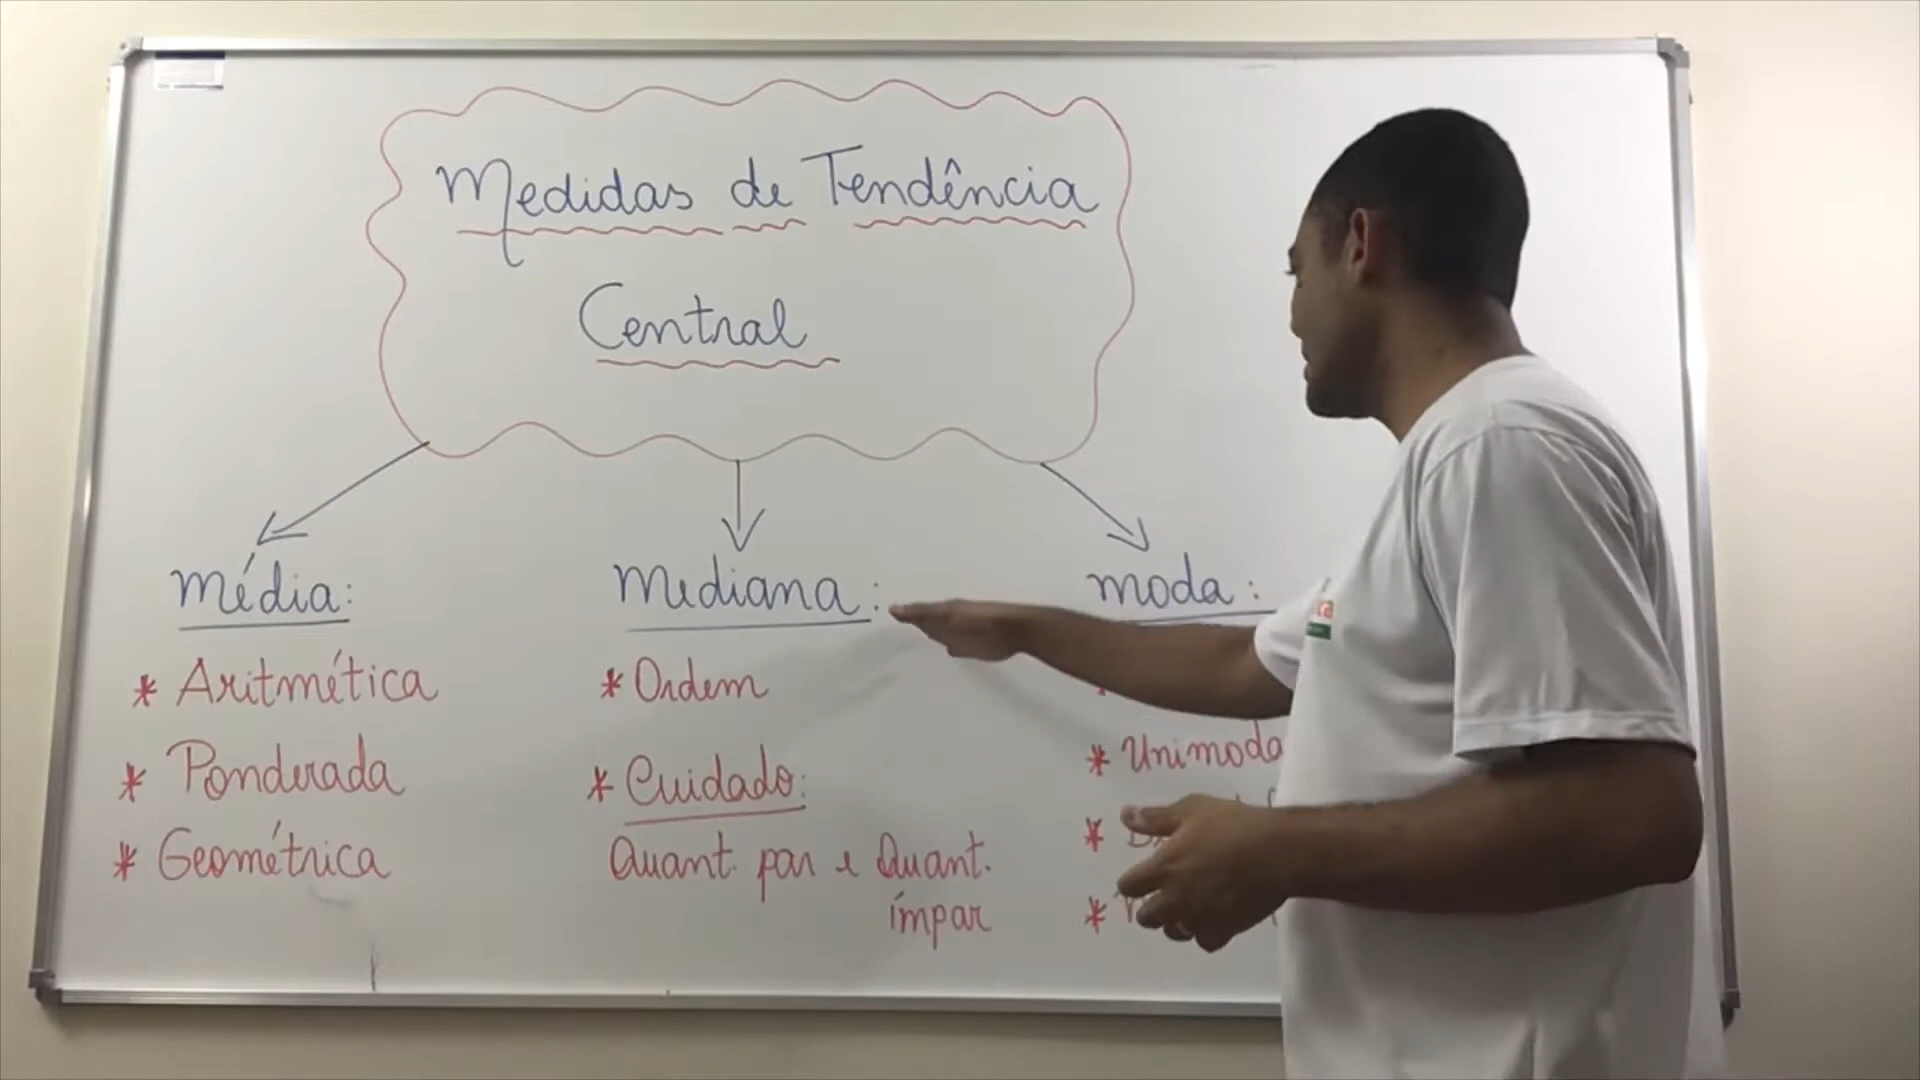 Medidas de Tendência
Central
Média:
* Aritmética
* Ponderada
* Geométrica
Mediana:
* Ordem
* Cuidado:
Quant. par e Quant.
ímpar
moda:
*
* Unimoda
*
*